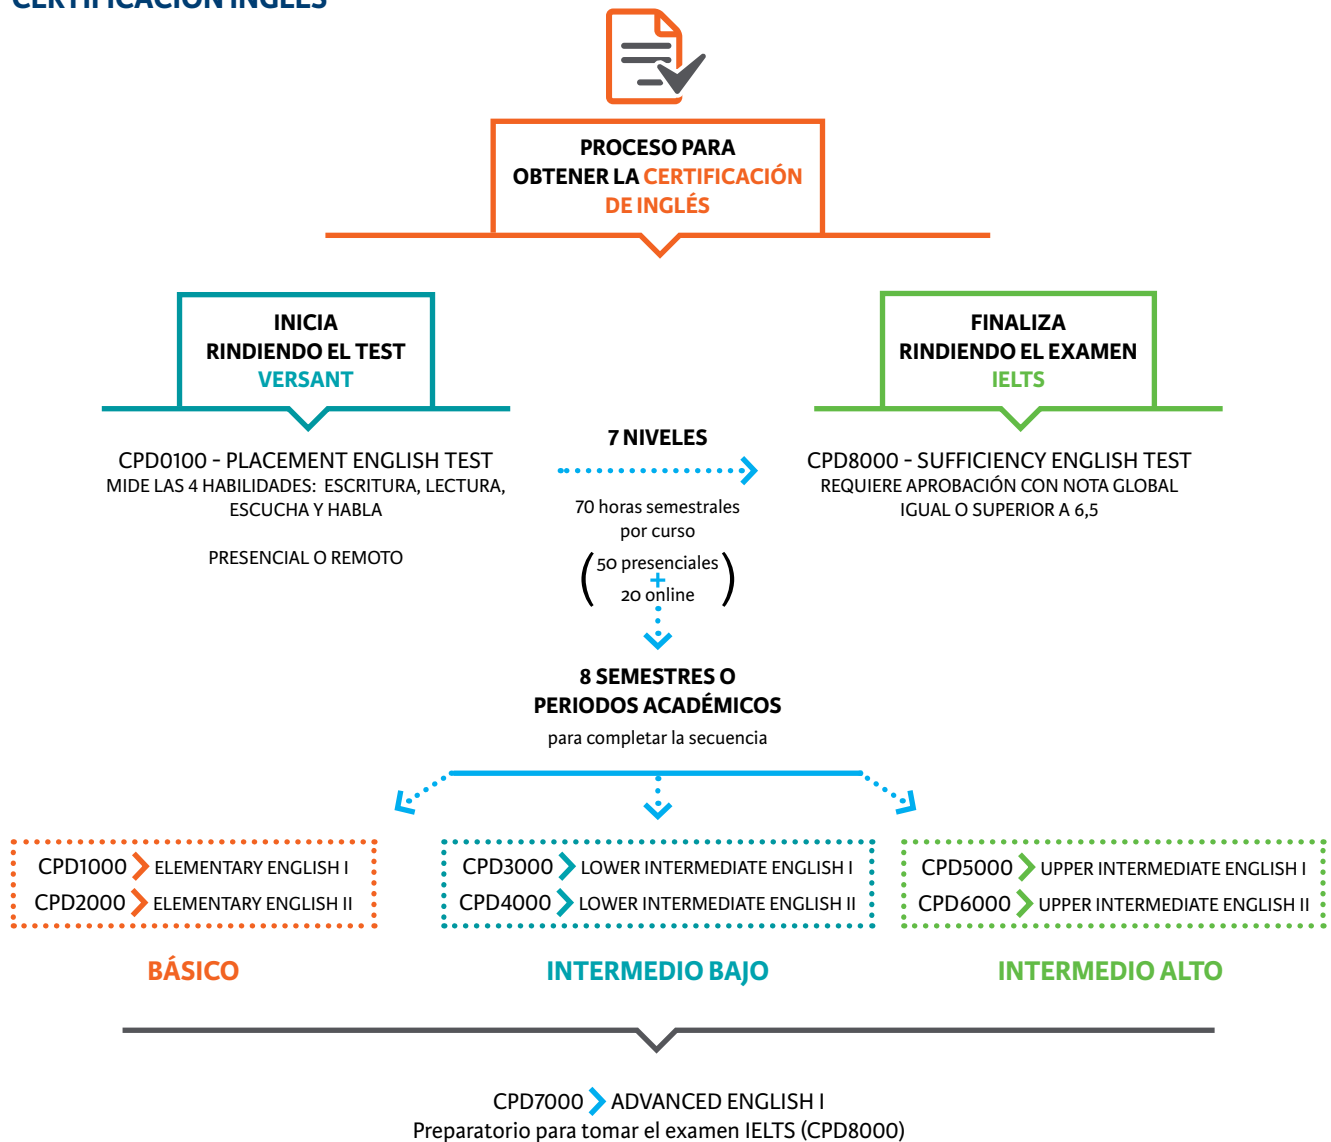 CERTIFICACIÓN INGLÉS
PROCESO PARA
OBTENER LA CERTIFICACIÓN
DE INGLÉS
INICIA
RINDIENDO EL TEST
VERSANT
CPD0100 - PLACEMENT ENGLISH TEST
MIDE LAS 4 HABILIDADES: ESCRITURA, LECTURA,
ESCUCHA Y HABLA
PRESENCIAL O REMOTO
7 NIVELES
70 horas semestrales
por curso
(50 presenciales
+
20 online)
FINALIZA
RINDIENDO EL EXAMEN
IELTS
CPD8000 - SUFFICIENCY ENGLISH TEST
REQUIERE APROBACIÓN CON NOTA GLOBAL
IGUAL O SUPERIOR A 6,5
8 SEMESTRES O
PERIODOS ACADÉMICOS
para completar la secuencia
CPD1000 > ELEMENTARY ENGLISH I
CPD2000 > ELEMENTARY ENGLISH II
BÁSICO
CPD3000 > LOWER INTERMEDIATE ENGLISH I
CPD4000 > LOWER INTERMEDIATE ENGLISH II
INTERMEDIO BAJO
CPD5000 > UPPER INTERMEDIATE ENGLISH I
CPD6000 > UPPER INTERMEDIATE ENGLISH II
INTERMEDIO ALTO
CPD7000 > ADVANCED ENGLISH I
Preparatorio para tomar el examen IELTS (CPD8000)